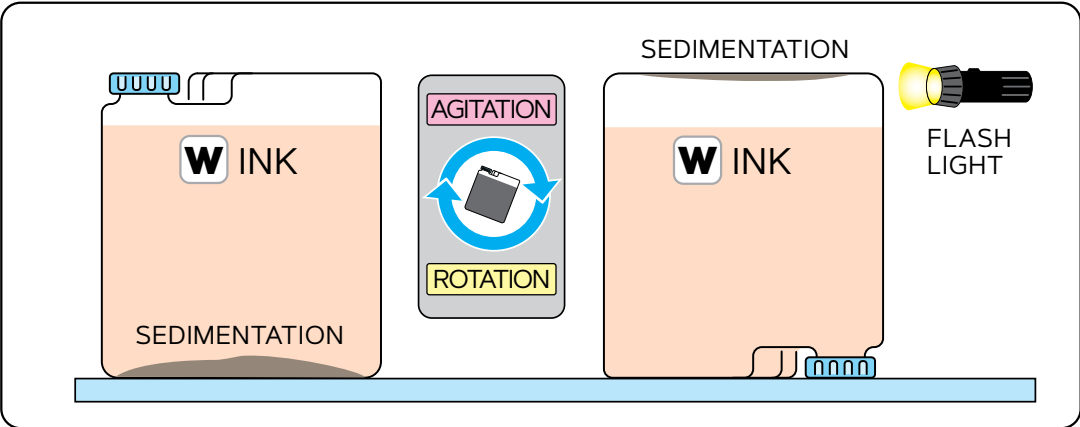 W INK
SEDIMENTATION
AGITATION
ROTATION
SEDIMENTATION
W INK
FLASH
LIGHT